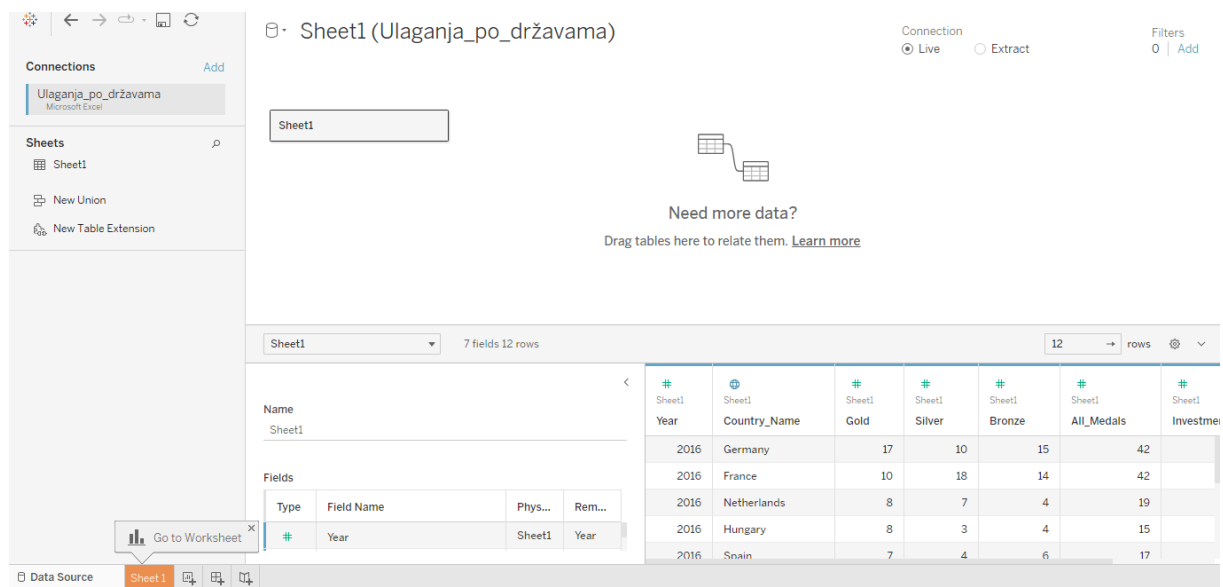 Sheet1 (Ulaganja_po_državama)
Connection
Live
Extract
Filters
0 | Add
Connections
Add
Ulaganja_po_državama
Microsoft Excel
Sheets
Sheet1
New Union
New Table Extension
Sheet1
Need more data?
Drag tables here to relate them. Learn more
Sheet1
7 fields 12 rows
12 → rows
Name
Sheet1
Fields
Type Field Name Phys... Rem...
# Year Sheet1 Year
# # # # # #
Sheet1 Sheet1 Sheet1 Sheet1 Sheet1 Sheet1 Sheet1
Year Country_Name Gold Silver Bronze All_Medals Investme
2016 Germany 17 10 15 42
2016 France 10 18 14 42
2016 Netherlands 8 7 4 19
2016 Hungary 8 3 4 15
2016 Spain 7 4 6 17
Go to Worksheet
Data Source
Sheet 1